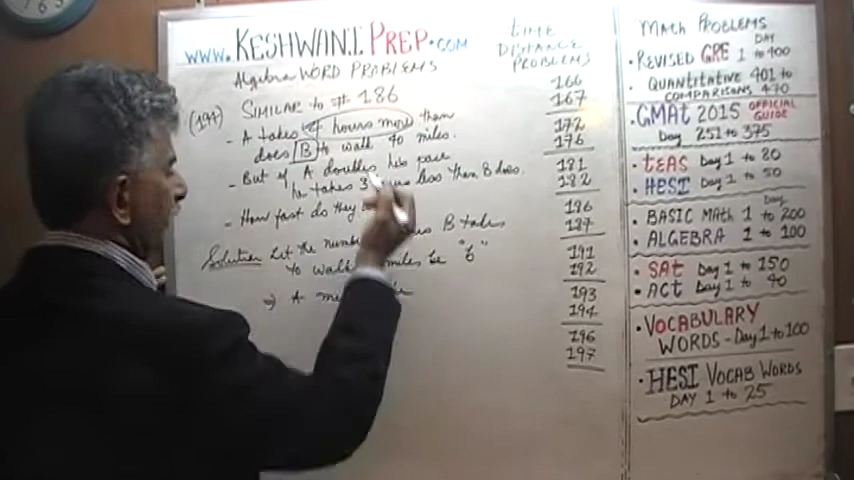 www.KESHWANI PREP.COM
Algebra WORD PROBLEMS
(197) SIMILAR to # 186
- A takes hours more than
does B to walk 40 miles.
- But if A doubles his pace
he takes 3 less than B does.
- How fast do they
Solution Let the B takes
to walk miles be "b"
⇒ A
TIME
DISTANCE
PROBLEMS
166
167
172
176
181
182
186
187
191
192
193
194
196
197
MATH PROBLEMS
• REVISED GRE DAY 1 to 400
• QUANTITATIVE 401 to
COMPARISONS 470
• GMAT 2015 OFFICIAL GUIDE
Day 251 to 375
• TEAS Day 1 to 80
• HESI Day 1 to 50
Day
• BASIC MATH 1 to 200
• ALGEBRA 1 to 100
• SAT Day 1 to 150
• ACT Day 1 to 40
• VOCABULARY
WORDS - Day 1 to 100
• HESI VOCAB WORDS
DAY 1 to 25